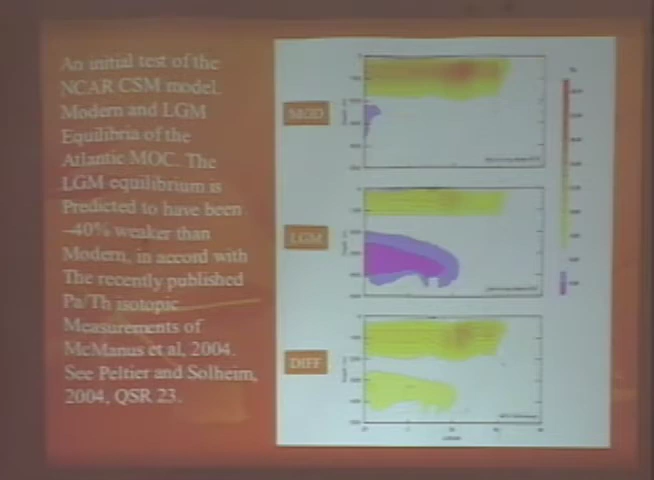 An initial test of the
NCAR CSM model.
Modern and LGM
Equilibria of the
Atlantic MOC. The
LGM equilibrium is
Predicted to have been
~40% weaker than
Modern, in accord with
The recently published
Pa/Th isotopic
Measurements of
McManus et al, 2004.
See Peltier and Solheim,
2004, QSR 23.
MOD
LGM
DIFF